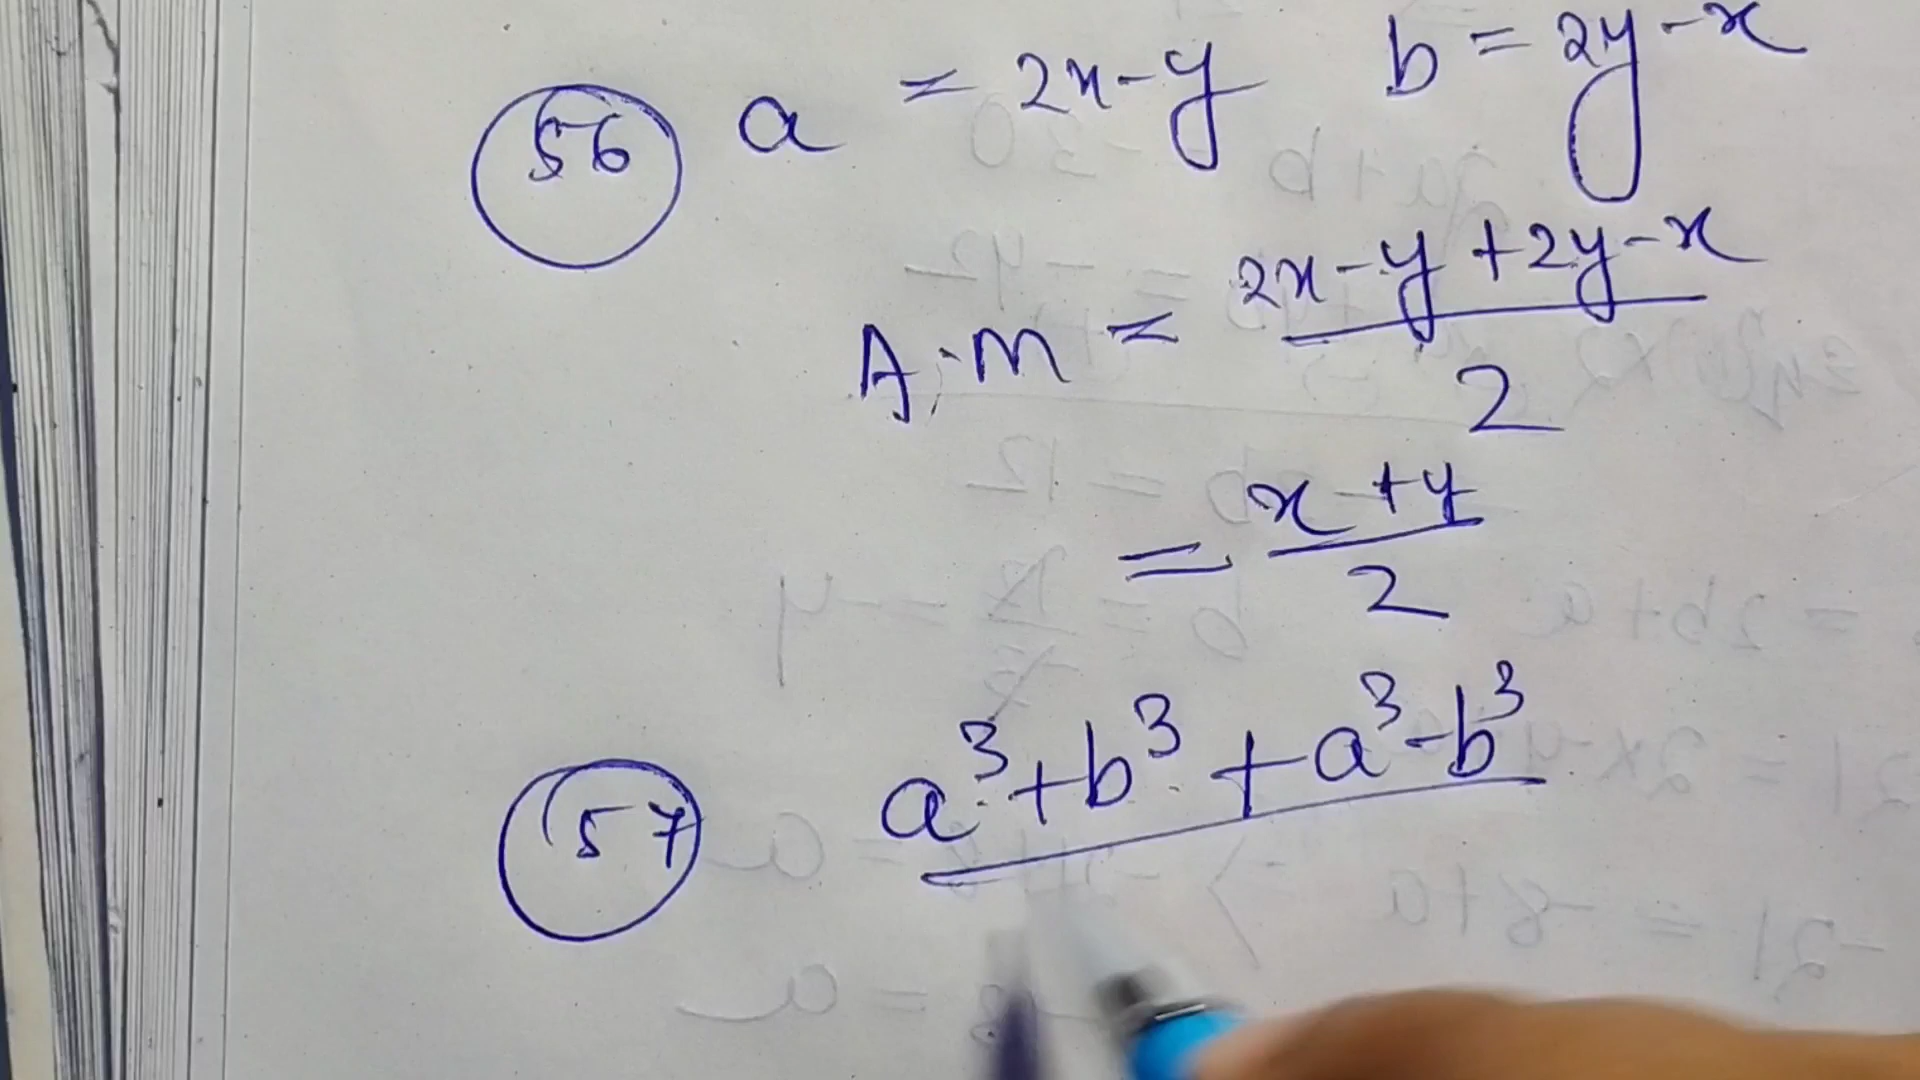 56 a = 2x-y b = 2y-x
A.M = 2x-y+2y-x
2
= x+y
2
57 a³+b³+a³-b³